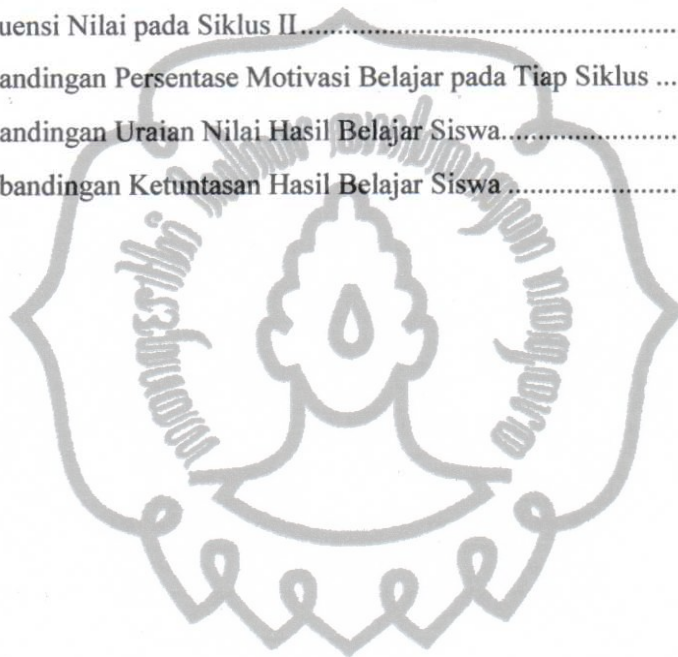 uensi Nilai pada Siklus II..............................................................
andingan Persentase Motivasi Belajar pada Tiap Siklus ...
andingan Uraian Nilai Hasil Belajar Siswa............................
bandingan Ketuntasan Hasil Belajar Siswa ...........................